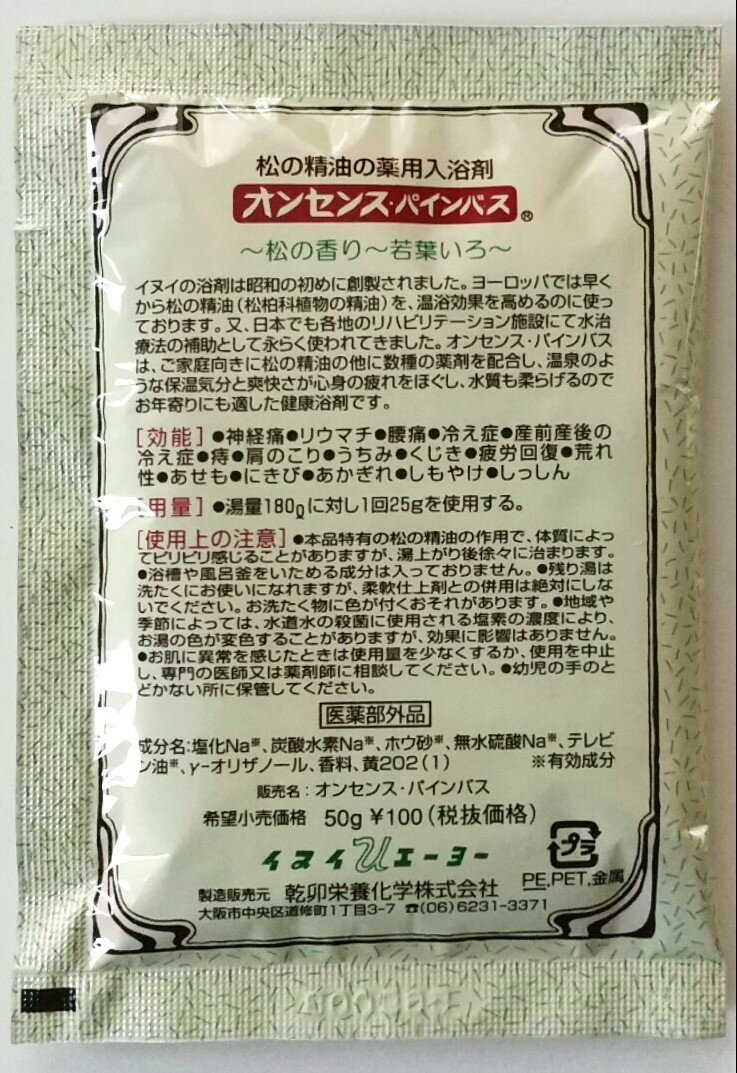 松の精油の薬用入浴剤
オンセンス・パインバス®
～松の香り～若葉いろ～
イヌイの浴剤は昭和の初めに創製されました。ヨーロッパでは早く
から松の精油(松柏科植物の精油)を、温浴効果を高めるのに使っ
ております。又、日本でも各地のリハビリテーション施設にて水治
療法の補助として永らく使われてきました。オンセンス・パインバス
は、ご家庭向きに松の精油の他に数種の薬剤を配合し、温泉のよ
うな保温気分と爽快さが心身の疲れをほぐし、水質も柔らげるので
お年寄りにも適した健康浴剤です。
[効能]●神経痛●リウマチ●腰痛●冷え症●産前産後の
冷え症●痔●肩のこり●うちみ●くじき●疲労回復●荒れ
性●あせも●にきび●あかぎれ●しもやけ●しっしん
[用量]●湯量180ℓに対し1回25gを使用する。
[使用上の注意]●本品特有の松の精油の作用で、体質によっ
てピリピリ感じることがありますが、湯上がり後徐々に治まります。
●浴槽や風呂釜をいためる成分は入っておりません。●残り湯は
洗たくにお使いになれますが、柔軟仕上剤との併用は絶対にしな
いでください。お洗たく物に色が付くおそれがあります。●地域や
季節によっては、水道水の殺菌に使用される塩素の濃度により、
お湯の色が変色することがありますが、効果に影響はありません。
●お肌に異常を感じたときは使用量を少なくするか、使用を中止
し、専門の医師又は薬剤師に相談してください。●幼児の手のと
どかない所に保管してください。
医薬部外品
成分名:塩化Na※、炭酸水素Na※、ホウ砂※、無水硫酸Na※、テレビ
ン油※、γ-オリザノール、香料、黄202(1) ※有効成分
販売名:オンセンス・パインバス
希望小売価格 50g ¥100(税抜価格)
イヌイ エーヨー
プラ
PE,PET,金属
製造販売元 乾卯栄養化学株式会社
大阪市中央区道修町1丁目3-7 ☎(06)6231-3371